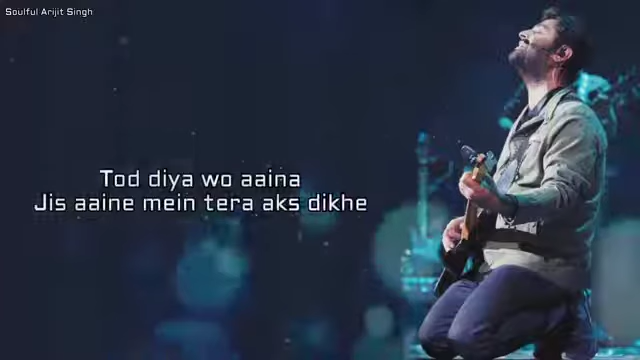 Soulful Arijit Singh
Tod diya wo aaina
Jis aaine mein tera aks dikhe